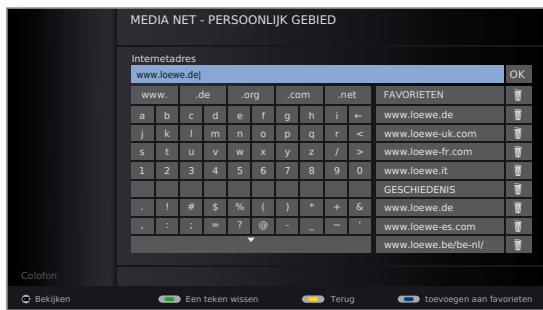 MEDIA NET - PERSOONLIJK GEBIED
Internetadres
www.loewe.de OK
www. .de .org .com .net FAVORIETEN
a b c d e f g h i ← www.loewe.de
j k l m n o p q r < www.loewe-uk.com
s t u v w x y z / > www.loewe-fr.com
1 2 3 4 5 6 7 8 9 0 www.loewe.it
GESCHIEDENIS
. ! # $ % ( ) * + & www.loewe.de
, : ; = ? @ - _ ~ ' www.loewe-es.com
www.loewe.be/be-nl/
Colofon
Bekijken Een teken wissen Terug toevoegen aan favorieten